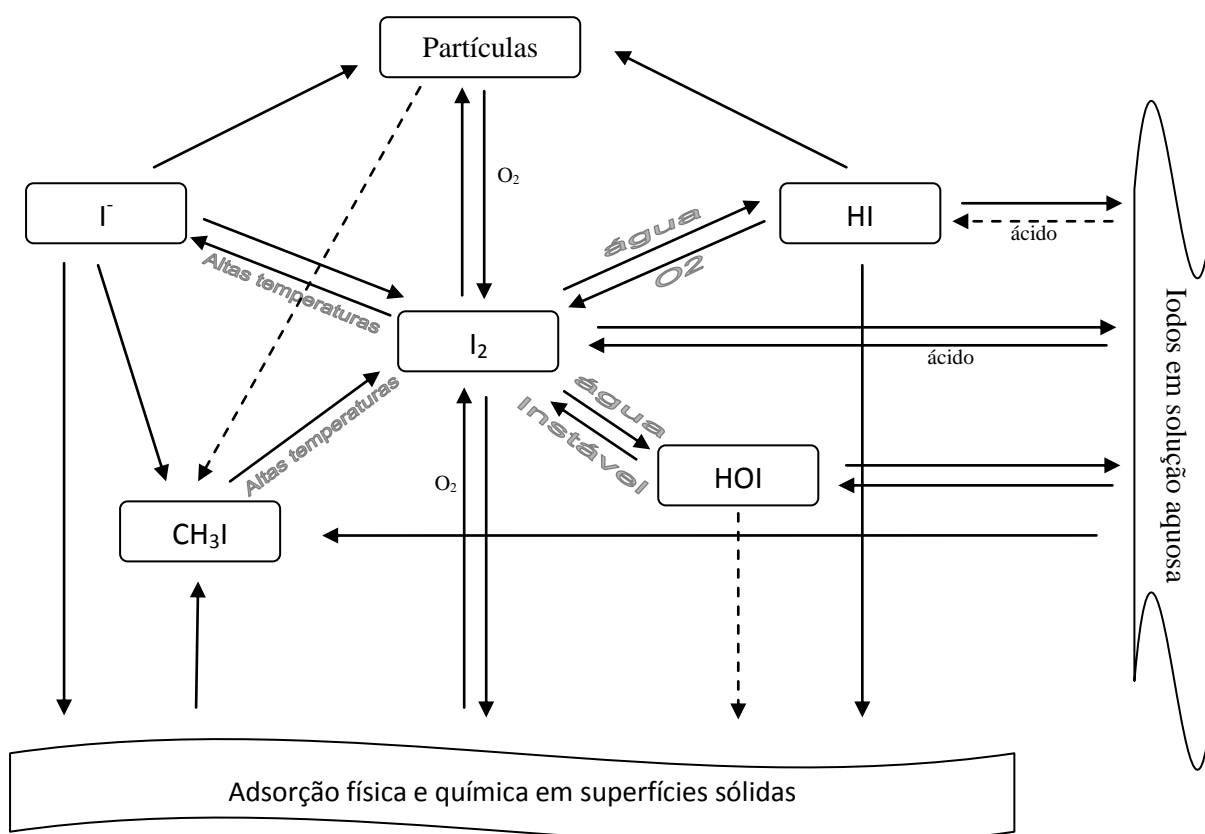 Partículas
O₂
I⁻
HI
água
O2
ácido
Altas temperaturas
I₂
ácido
Iodos em solução aquosa
água
Instável
Altas temperaturas
O₂
HOI
CH₃I
Adsorção física e química em superfícies sólidas